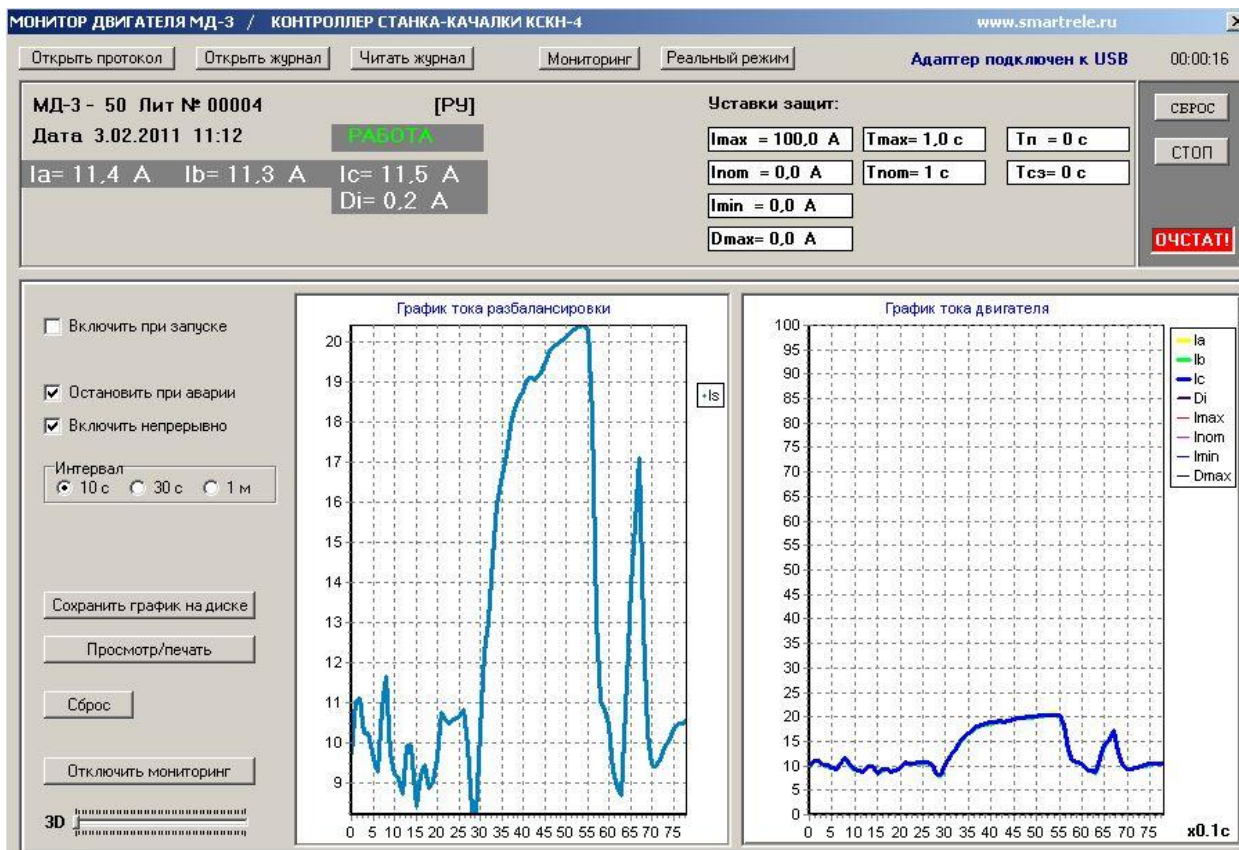 МОНИТОР ДВИГАТЕЛЯ МД-3 / КОНТРОЛЛЕР СТАНКА-КАЧАЛКИ КСКН-4 www.smartrele.ru
Открыть протокол Открыть журнал Читать журнал Мониторинг Реальный режим Адаптер подключен к USB 00:00:16
МД-3 - 50 Лит № 00004 [РУ] Уставки защит: СБРОС
Дата 3.02.2011 11:12 РАБОТА Imax = 100,0 A Tmax= 1,0 с Тп = 0 с СТОП
Ia= 11,4 A Ib= 11,3 A Ic= 11,5 A Inom = 0,0 A Tnom= 1 с Тсз= 0 с
Di= 0,2 A Imin = 0,0 A
Dmax= 0,0 A ОЧСТАТ!
Включить при запуске
Остановить при аварии
Включить непрерывно
Интервал
10 с 30 с 1 м
Сохранить график на диске
Просмотр/печать
Сброс
Отключить мониторинг
3D
График тока разбалансировки
20
19
18
17
16
15
14
13
12
11
10
9
0 5 10 15 20 25 30 35 40 45 50 55 60 65 70 75
Is
График тока двигателя
100
95
90
85
80
75
70
65
60
55
50
45
40
35
30
25
20
15
10
5
0
0 5 10 15 20 25 30 35 40 45 50 55 60 65 70 75 x0.1с
Ia
Ib
Ic
Di
Imax
Inom
Imin
Dmax